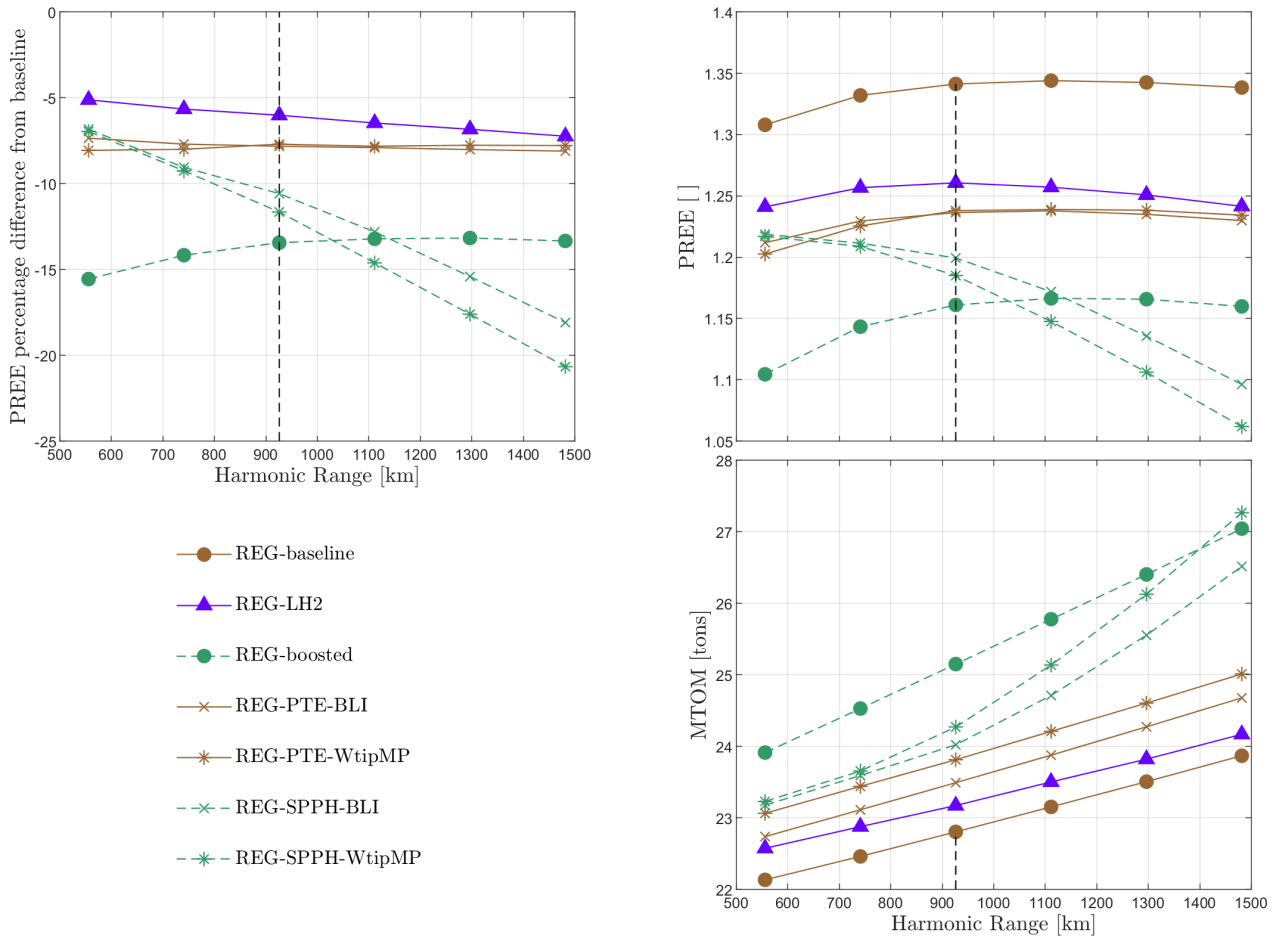 0
-5
-10
-15
-20
-25
500 600 700 800 900 1000 1100 1200 1300 1400 1500
Harmonic Range [km]
PREE percentage difference from baseline
1.4
1.35
1.3
1.25
1.2
1.15
1.1
1.05
PREE [ ]
REG-baseline
REG-LH2
REG-boosted
REG-PTE-BLI
REG-PTE-WtipMP
REG-SPPH-BLI
REG-SPPH-WtipMP
28
27
26
25
24
23
22
500 600 700 800 900 1000 1100 1200 1300 1400 1500
Harmonic Range [km]
MTOM [tons]